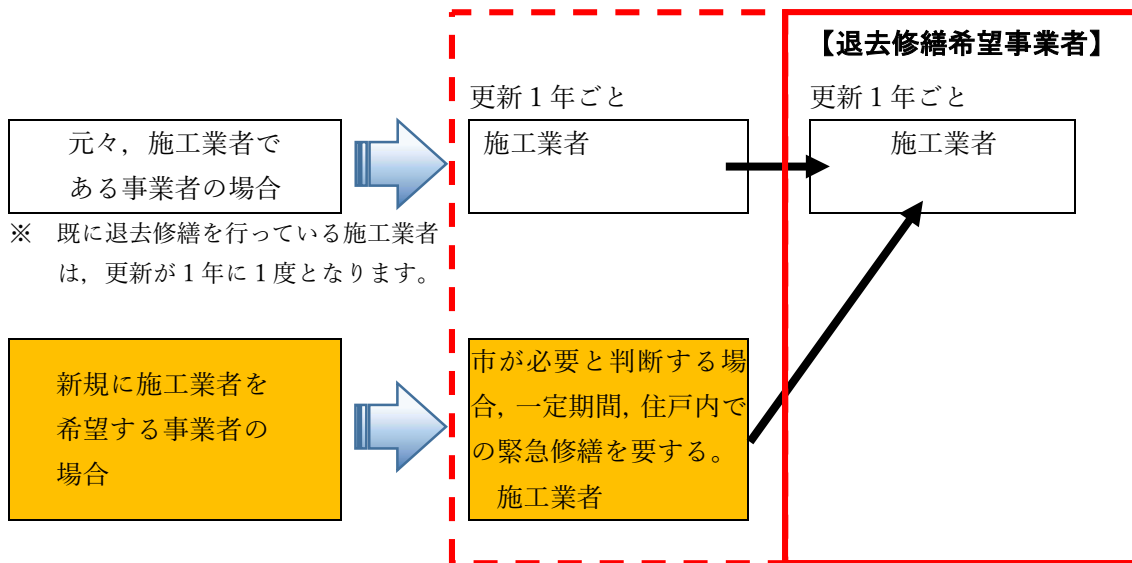 【退去修繕希望事業者】
更新１年ごと
更新１年ごと
元々，施工業者で
ある事業者の場合
施工業者
施工業者
※　既に退去修繕を行っている施工業者
は，更新が１年に１度となります。
新規に施工業者を
希望する事業者の
場合
市が必要と判断する場
合，一定期間，住戸内で
の緊急修繕を要する。
施工業者